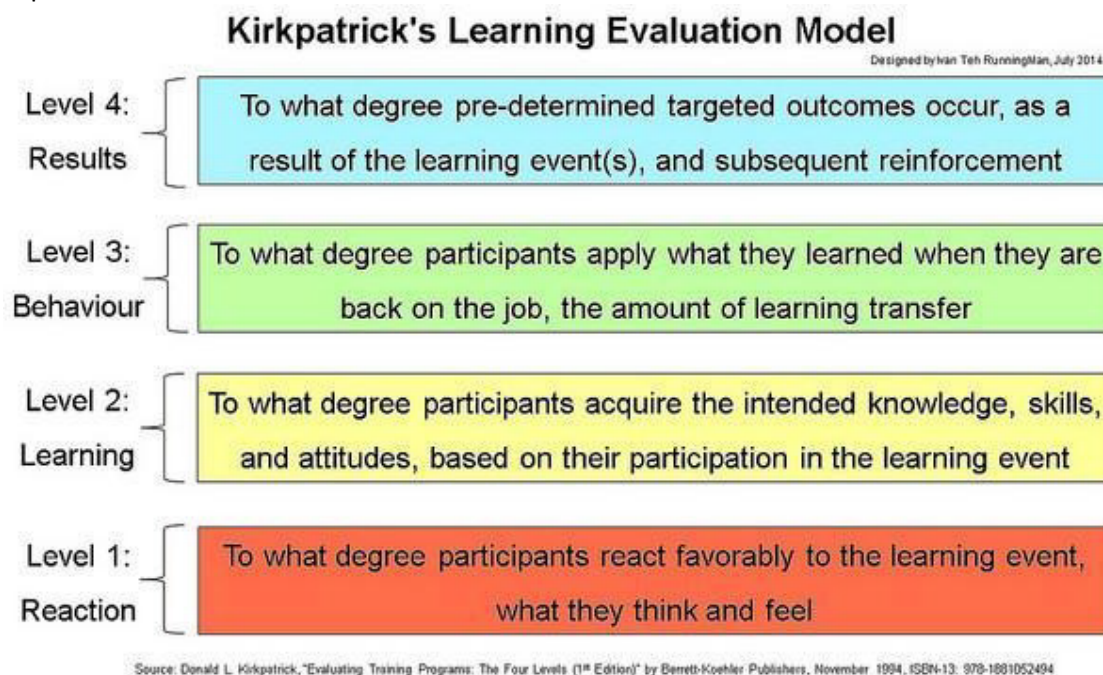 Kirkpatrick's Learning Evaluation Model
Designed by Ivan Teh RunningMan, July 2014
Level 4:
Results
To what degree pre-determined targeted outcomes occur, as a
result of the learning event(s), and subsequent reinforcement
Level 3:
Behaviour
To what degree participants apply what they learned when they are
back on the job, the amount of learning transfer
Level 2:
Learning
To what degree participants acquire the intended knowledge, skills,
and attitudes, based on their participation in the learning event
Level 1:
Reaction
To what degree participants react favorably to the learning event,
what they think and feel
Source: Donald L. Kirkpatrick, "Evaluating Training Programs: The Four Levels (1st Edition)" by Berrett-Koehler Publishers, November 1994, ISBN-13: 978-1881052494